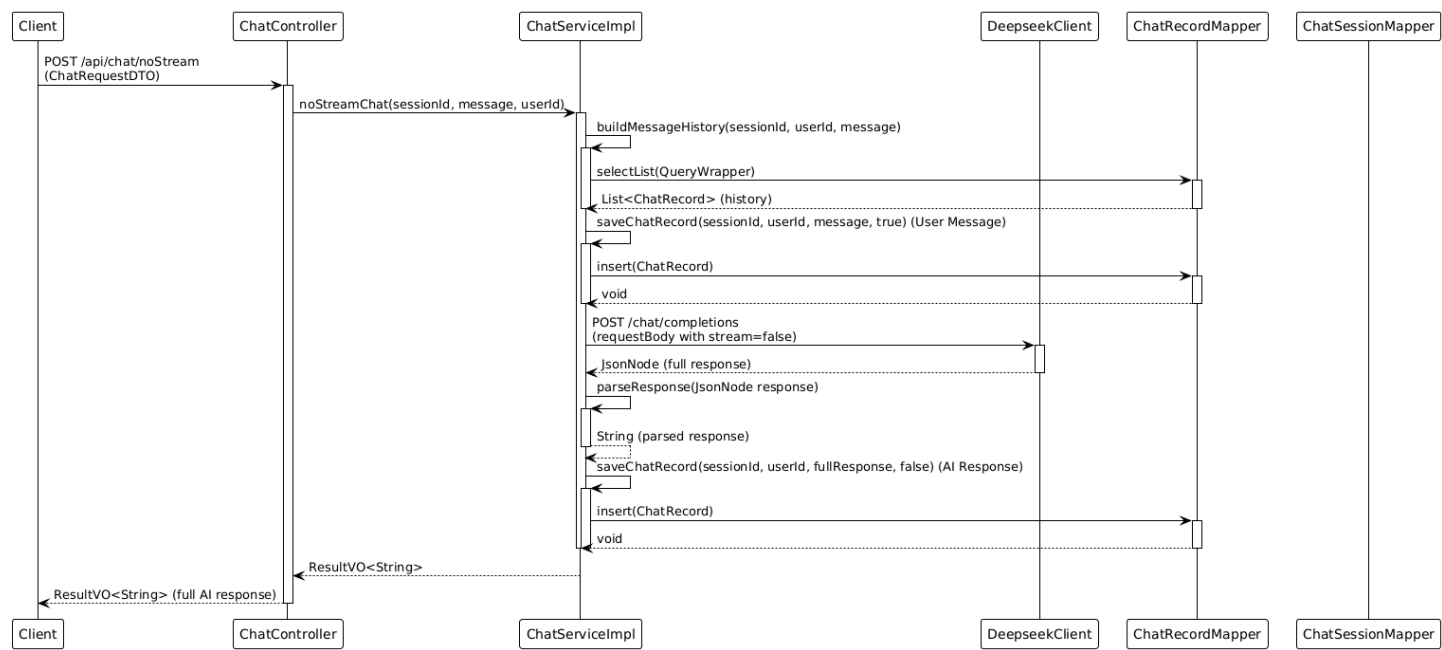 Client
ChatController
ChatServiceImpl
DeepseekClient
ChatRecordMapper
ChatSessionMapper
POST /api/chat/noStream
(ChatRequestDTO)
noStreamChat(sessionId, message, userId)
buildMessageHistory(sessionId, userId, message)
selectList(QueryWrapper)
List<ChatRecord> (history)
saveChatRecord(sessionId, userId, message, true) (User Message)
insert(ChatRecord)
void
POST /chat/completions
(requestBody with stream=false)
JsonNode (full response)
parseResponse(JsonNode response)
String (parsed response)
saveChatRecord(sessionId, userId, fullResponse, false) (AI Response)
insert(ChatRecord)
void
ResultVO<String>
ResultVO<String> (full AI response)
Client
ChatController
ChatServiceImpl
DeepseekClient
ChatRecordMapper
ChatSessionMapper